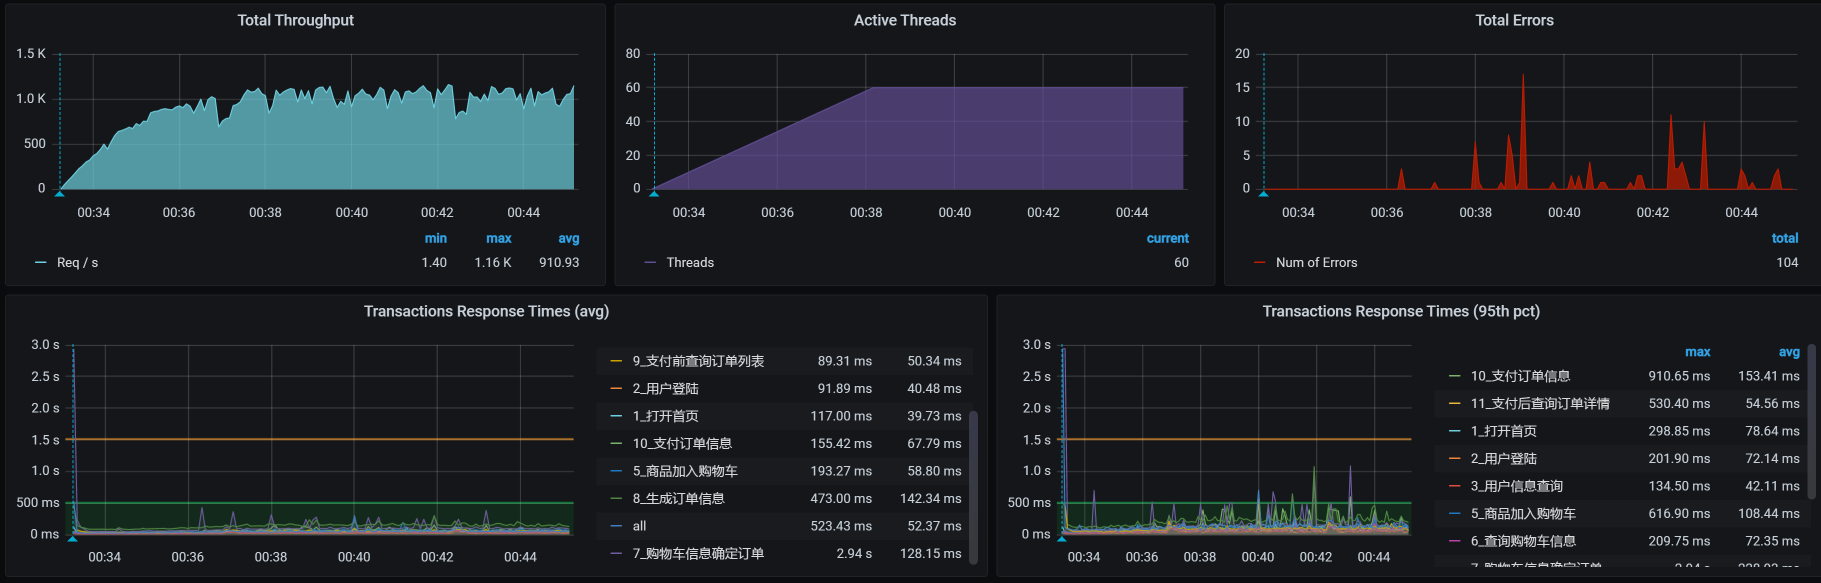 Total Throughput
1.5 K
1.0 K
500
0
00:34 00:36 00:38 00:40 00:42 00:44
min max avg
Req / s 1.40 1.16 K 910.93
Active Threads
80
60
40
20
0
00:34 00:36 00:38 00:40 00:42 00:44
current
Threads 60
Total Errors
20
15
10
5
0
00:34 00:36 00:38 00:40 00:42 00:44
total
Num of Errors 104
Transactions Response Times (avg)
3.0 s
2.5 s
2.0 s
1.5 s
1.0 s
500 ms
0 ms
00:34 00:36 00:38 00:40 00:42 00:44
9_支付前查询订单列表 89.31 ms 50.34 ms
2_用户登陆 91.89 ms 40.48 ms
1_打开首页 117.00 ms 39.73 ms
10_支付订单信息 155.42 ms 67.79 ms
5_商品加入购物车 193.27 ms 58.80 ms
8_生成订单信息 473.00 ms 142.34 ms
all 523.43 ms 52.37 ms
7_购物车信息确定订单 2.94 s 128.15 ms
Transactions Response Times (95th pct)
3.0 s
2.5 s
2.0 s
1.5 s
1.0 s
500 ms
0 ms
00:34 00:36 00:38 00:40 00:42 00:44
max avg
10_支付订单信息 910.65 ms 153.41 ms
11_支付后查询订单详情 530.40 ms 54.56 ms
1_打开首页 298.85 ms 78.64 ms
2_用户登陆 201.90 ms 72.14 ms
3_用户信息查询 134.50 ms 42.11 ms
5_商品加入购物车 616.90 ms 108.44 ms
6_查询购物车信息 209.75 ms 72.35 ms